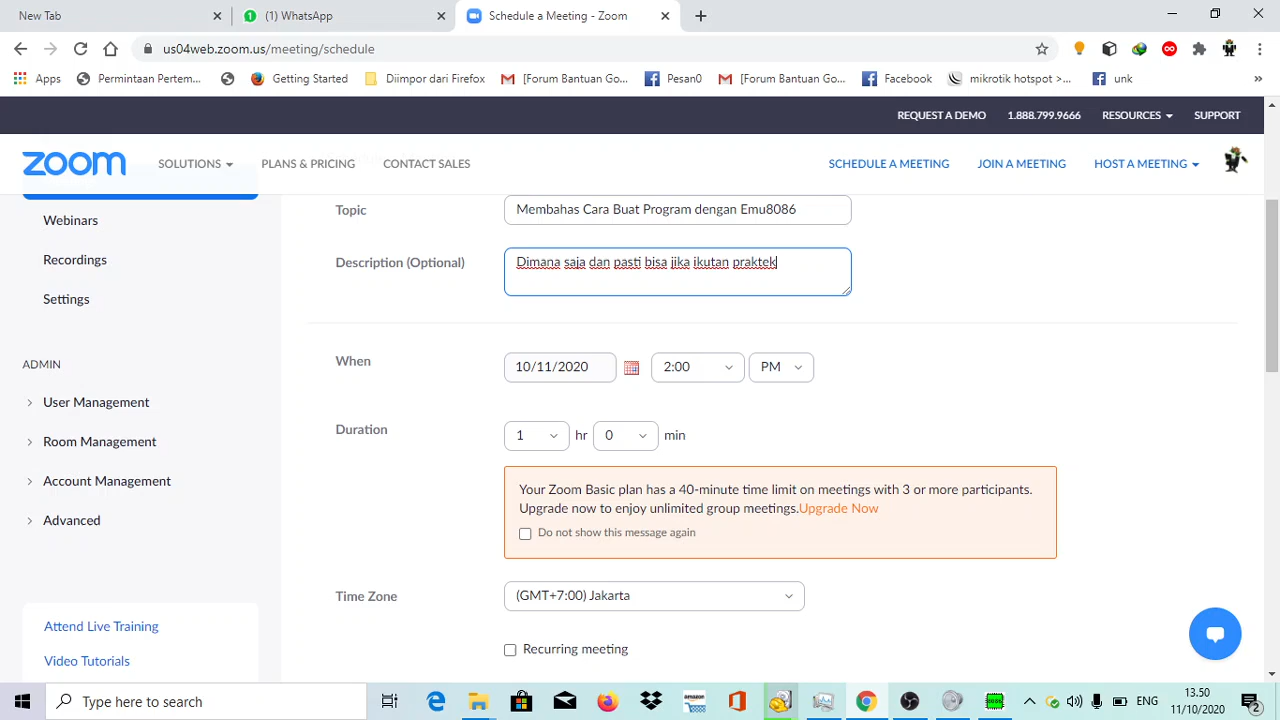 New Tab
(1) WhatsApp
Schedule a Meeting - Zoom
us04web.zoom.us/meeting/schedule
Apps
Permintaan Pertem...
Getting Started
Diimpor dari Firefox
[Forum Bantuan Go...
Pesan0
[Forum Bantuan Go...
Facebook
mikrotik hotspot >...
unk
»
REQUEST A DEMO
1.888.799.9666
RESOURCES
SUPPORT
zoom
SOLUTIONS
PLANS & PRICING
CONTACT SALES
SCHEDULE A MEETING
JOIN A MEETING
HOST A MEETING
Webinars
Recordings
Settings
ADMIN
User Management
Room Management
Account Management
Advanced
Attend Live Training
Video Tutorials
Topic
Membahas Cara Buat Program dengan Emu8086
Description (Optional)
Dimana saja dan pasti bisa jika ikutan praktek
When
10/11/2020
2:00
PM
Duration
1
hr
0
min
Your Zoom Basic plan has a 40-minute time limit on meetings with 3 or more participants.
Upgrade now to enjoy unlimited group meetings.Upgrade Now
Do not show this message again
Time Zone
(GMT+7:00) Jakarta
Recurring meeting
Type here to search
amazon
ENG
13.50
11/10/2020
2